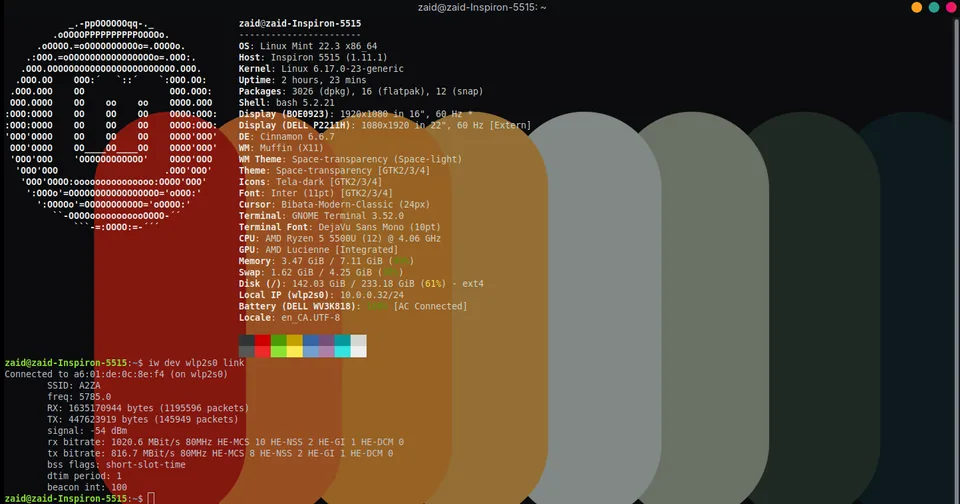 zaid@zaid-Inspiron-5515: ~
zaid@zaid-Inspiron-5515
-----------------------
OS: Linux Mint 22.3 x86_64
Host: Inspiron 5515 (1.11.1)
Kernel: Linux 6.17.0-23-generic
Uptime: 2 hours, 23 mins
Packages: 3026 (dpkg), 16 (flatpak), 12 (snap)
Shell: bash 5.2.21
Display (BOE0923): 1920x1080 in 16", 60 Hz *
Display (DELL P2211H): 1080x1920 in 22", 60 Hz [Extern]
DE: Cinnamon 6.6.7
WM: Muffin (X11)
WM Theme: Space-transparency (Space-light)
Theme: Space-transparency [GTK2/3/4]
Icons: Tela-dark [GTK2/3/4]
Font: Inter (11pt) [GTK2/3/4]
Cursor: Bibata-Modern-Classic (24px)
Terminal: GNOME Terminal 3.52.0
Terminal Font: DejaVu Sans Mono (10pt)
CPU: AMD Ryzen 5 5500U (12) @ 4.06 GHz
GPU: AMD Lucienne [Integrated]
Memory: 3.47 GiB / 7.11 GiB
Swap: 1.62 GiB / 4.25 GiB
Disk (/): 142.03 GiB / 233.18 GiB (61%) - ext4
Local IP (wlp2s0): 10.0.0.32/24
Battery (DELL WV3K818): [AC Connected]
Locale: en_CA.UTF-8
zaid@zaid-Inspiron-5515:~$ iw dev wlp2s0 link
Connected to a6:01:de:0c:8e:f4 (on wlp2s0)
SSID: A2ZA
freq: 5785.0
RX: 1635170944 bytes (1195596 packets)
TX: 447623919 bytes (145949 packets)
signal: -54 dBm
rx bitrate: 1020.6 MBit/s 80MHz HE-MCS 10 HE-NSS 2 HE-GI 1 HE-DCM 0
tx bitrate: 816.7 MBit/s 80MHz HE-MCS 8 HE-NSS 2 HE-GI 1 HE-DCM 0
bss flags: short-slot-time
dtim period: 1
beacon int: 100
zaid@zaid-Inspiron-5515:~$